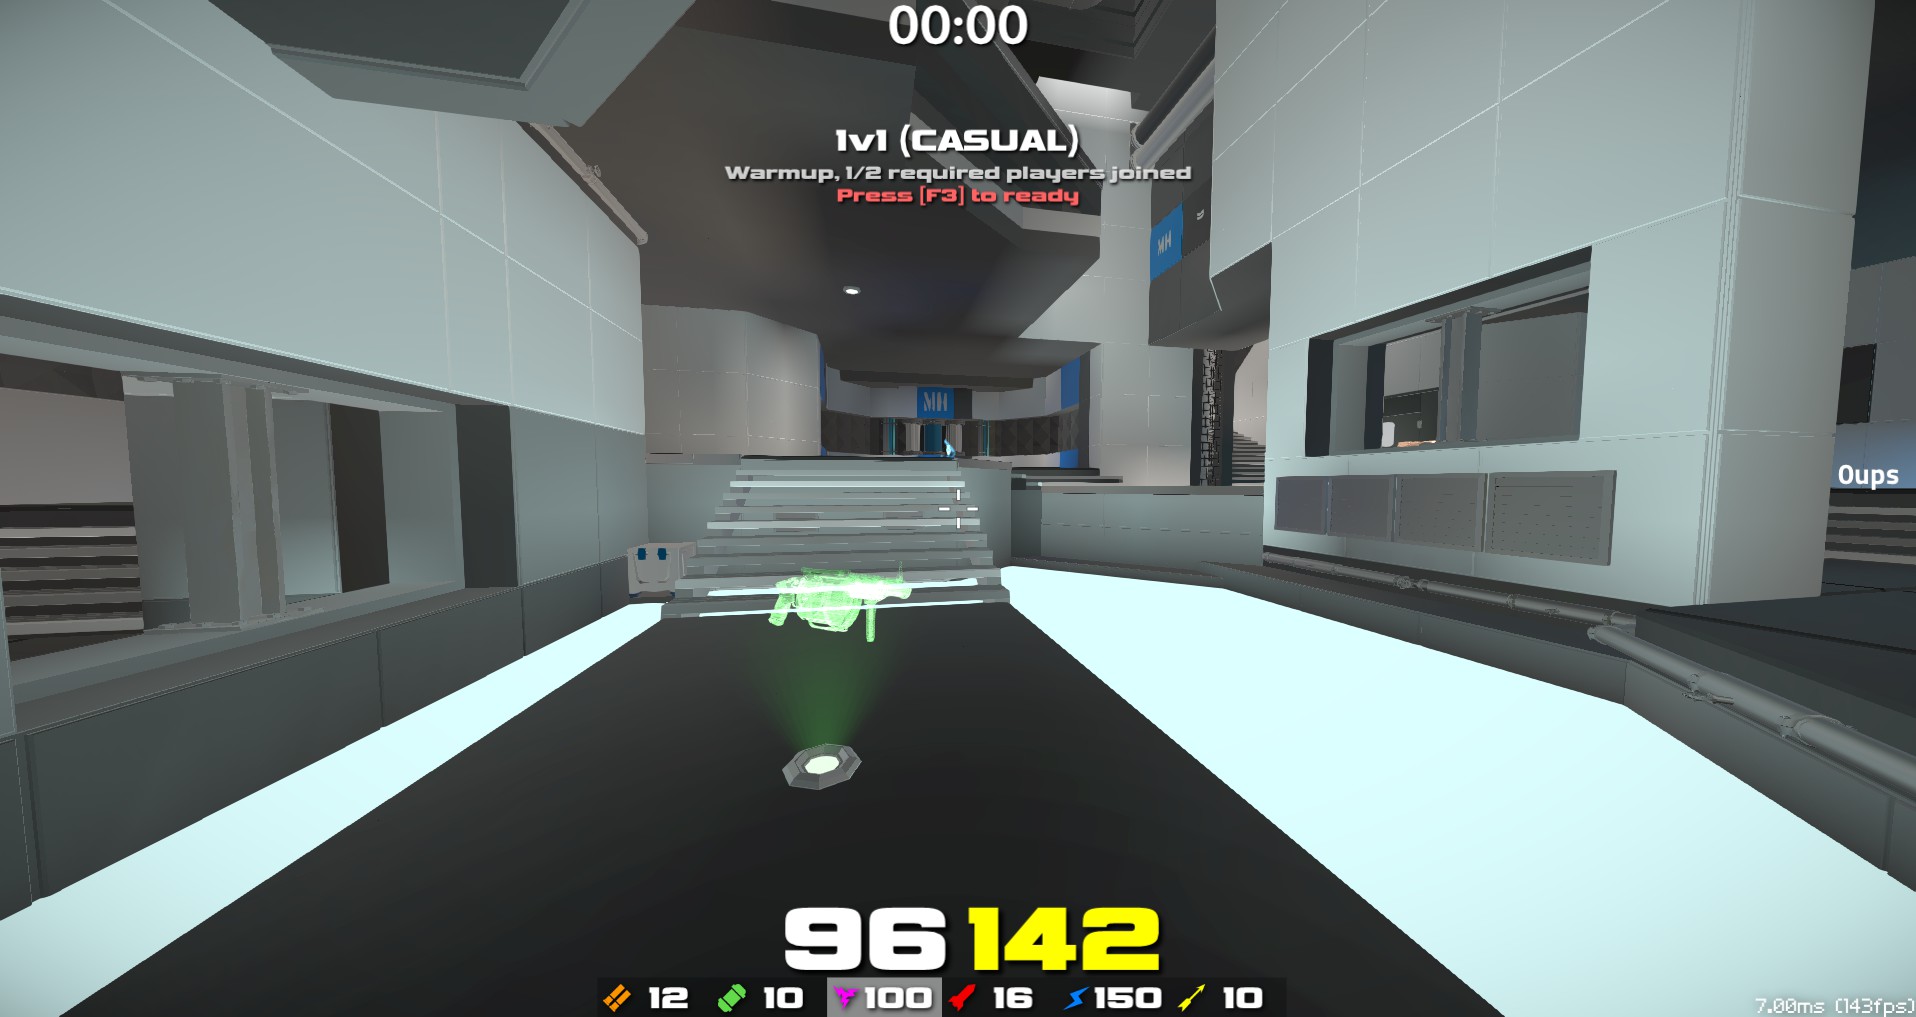 00:00
1v1 (CASUAL)
Warmup, 1/2 required players joined
Press [F3] to ready
MH
MH
Oups
96 142
12 10 100 16 150 10
7.00ms (143fps)